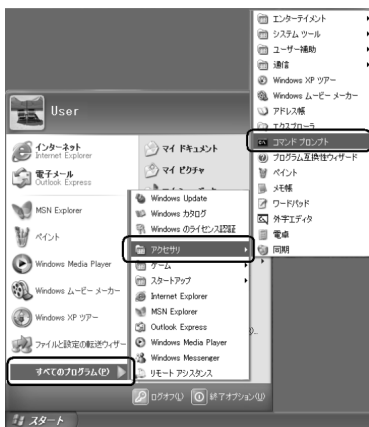 User
インターネット
Internet Explorer
電子メール
Outlook Express
MSN Explorer
ペイント
Windows Media Player
Windows ムービー メーカー
Windows XP ツアー
ファイルと設定の転送ウィザー
すべてのプログラム(P)
マイ ドキュメント
マイ ピクチャ
Windows Update
Windows カタログ
Windows のライセンス認証
アクセサリ
ゲーム
スタートアップ
Internet Explorer
MSN Explorer
Outlook Express
Windows Media Player
Windows Messenger
リモート アシスタンス
エンターテイメント
システム ツール
ユーザー補助
通信
Windows XP ツアー
Windows ムービー メーカー
アドレス帳
エクスプローラ
コマンド プロンプト
プログラム互換性ウィザード
ペイント
メモ帳
ワードパッド
外字エディタ
電卓
同期
ログオフ(L)
終了オプション(U)
スタート